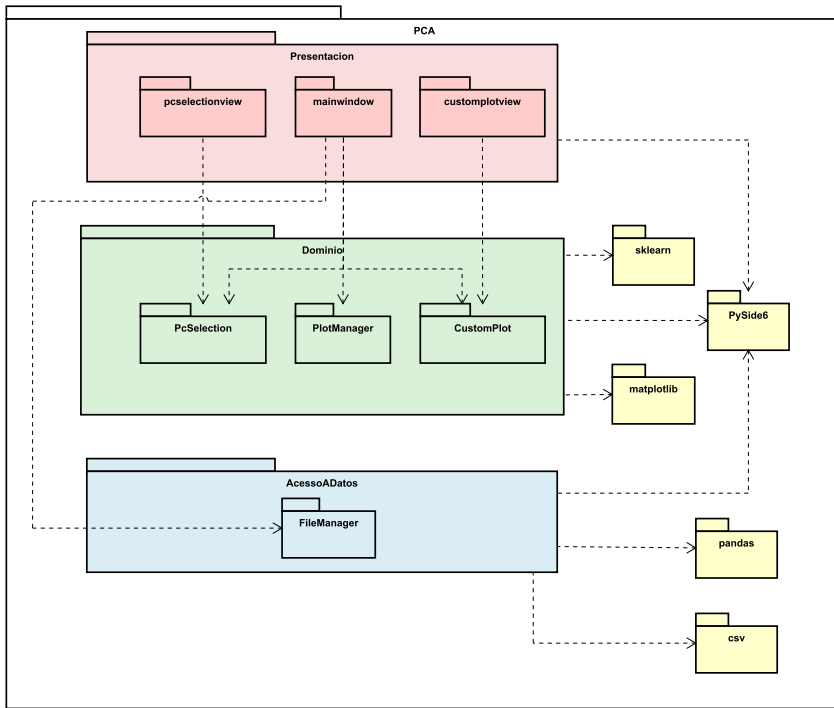 PCA
Presentacion
pcselectionview
mainwindow
customplotview
Dominio
sklearn
PcSelection
PlotManager
CustomPlot
PySide6
matplotlib
AcessoADatos
FileManager
pandas
csv